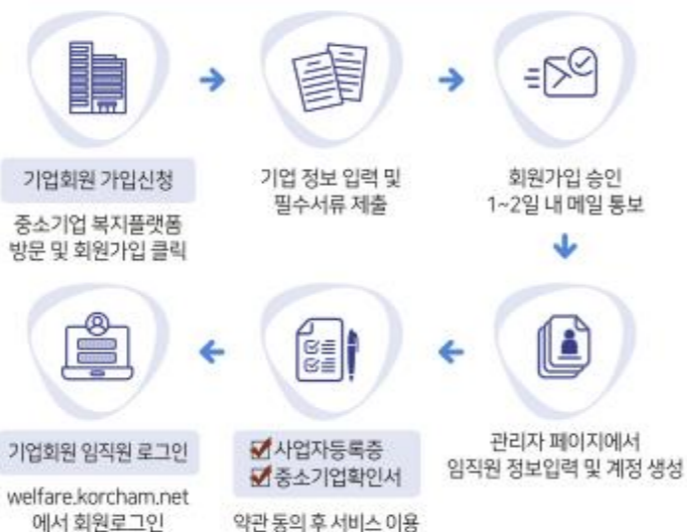 기업회원 가입신청
중소기업 복지플랫폼
방문 및 회원가입 클릭
기업 정보 입력 및
필수서류 제출
회원가입 승인
1~2일 내 메일 통보
관리자 페이지에서
임직원 정보입력 및 계정 생성
사업자등록증
중소기업확인서
약관 동의 후 서비스 이용
기업회원 임직원 로그인
welfare.korcham.net
에서 회원로그인